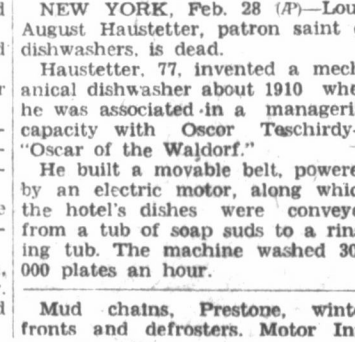 NEW YORK, Feb. 28 (AP)—Lou
August Haustetter, patron saint
dishwashers, is dead.
Haustetter, 77, invented a mech
anical dishwasher about 1910 whe
he was associated in a manageri
capacity with Oscor Teschirdy-
"Oscar of the Waldorf."
He built a movable belt, powere
by an electric motor, along whic
the hotel's dishes were conveye
from a tub of soap suds to a rin
ing tub. The machine washed 30
000 plates an hour.
Mud chains, Prestone, wint
fronts and defrosters. Motor In